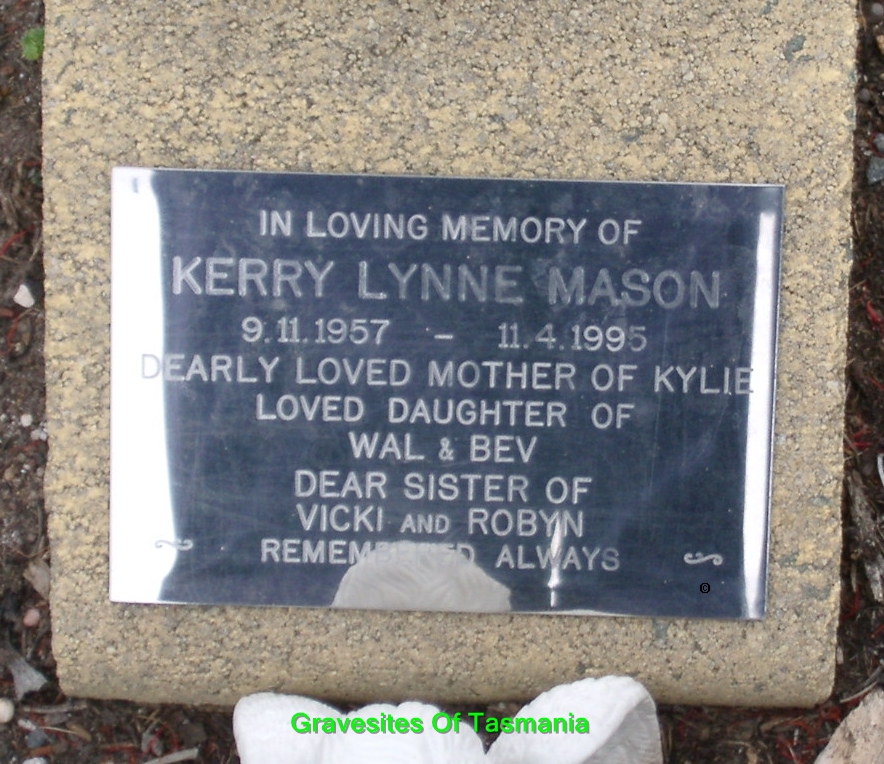 IN LOVING MEMORY OF
KERRY LYNNE MASON
9.11.1957 – 11.4.1995
DEARLY LOVED MOTHER OF KYLIE
LOVED DAUGHTER OF
WAL & BEV
DEAR SISTER OF
VICKI AND ROBYN
REMEMBERED ALWAYS
©
Gravesites Of Tasmania